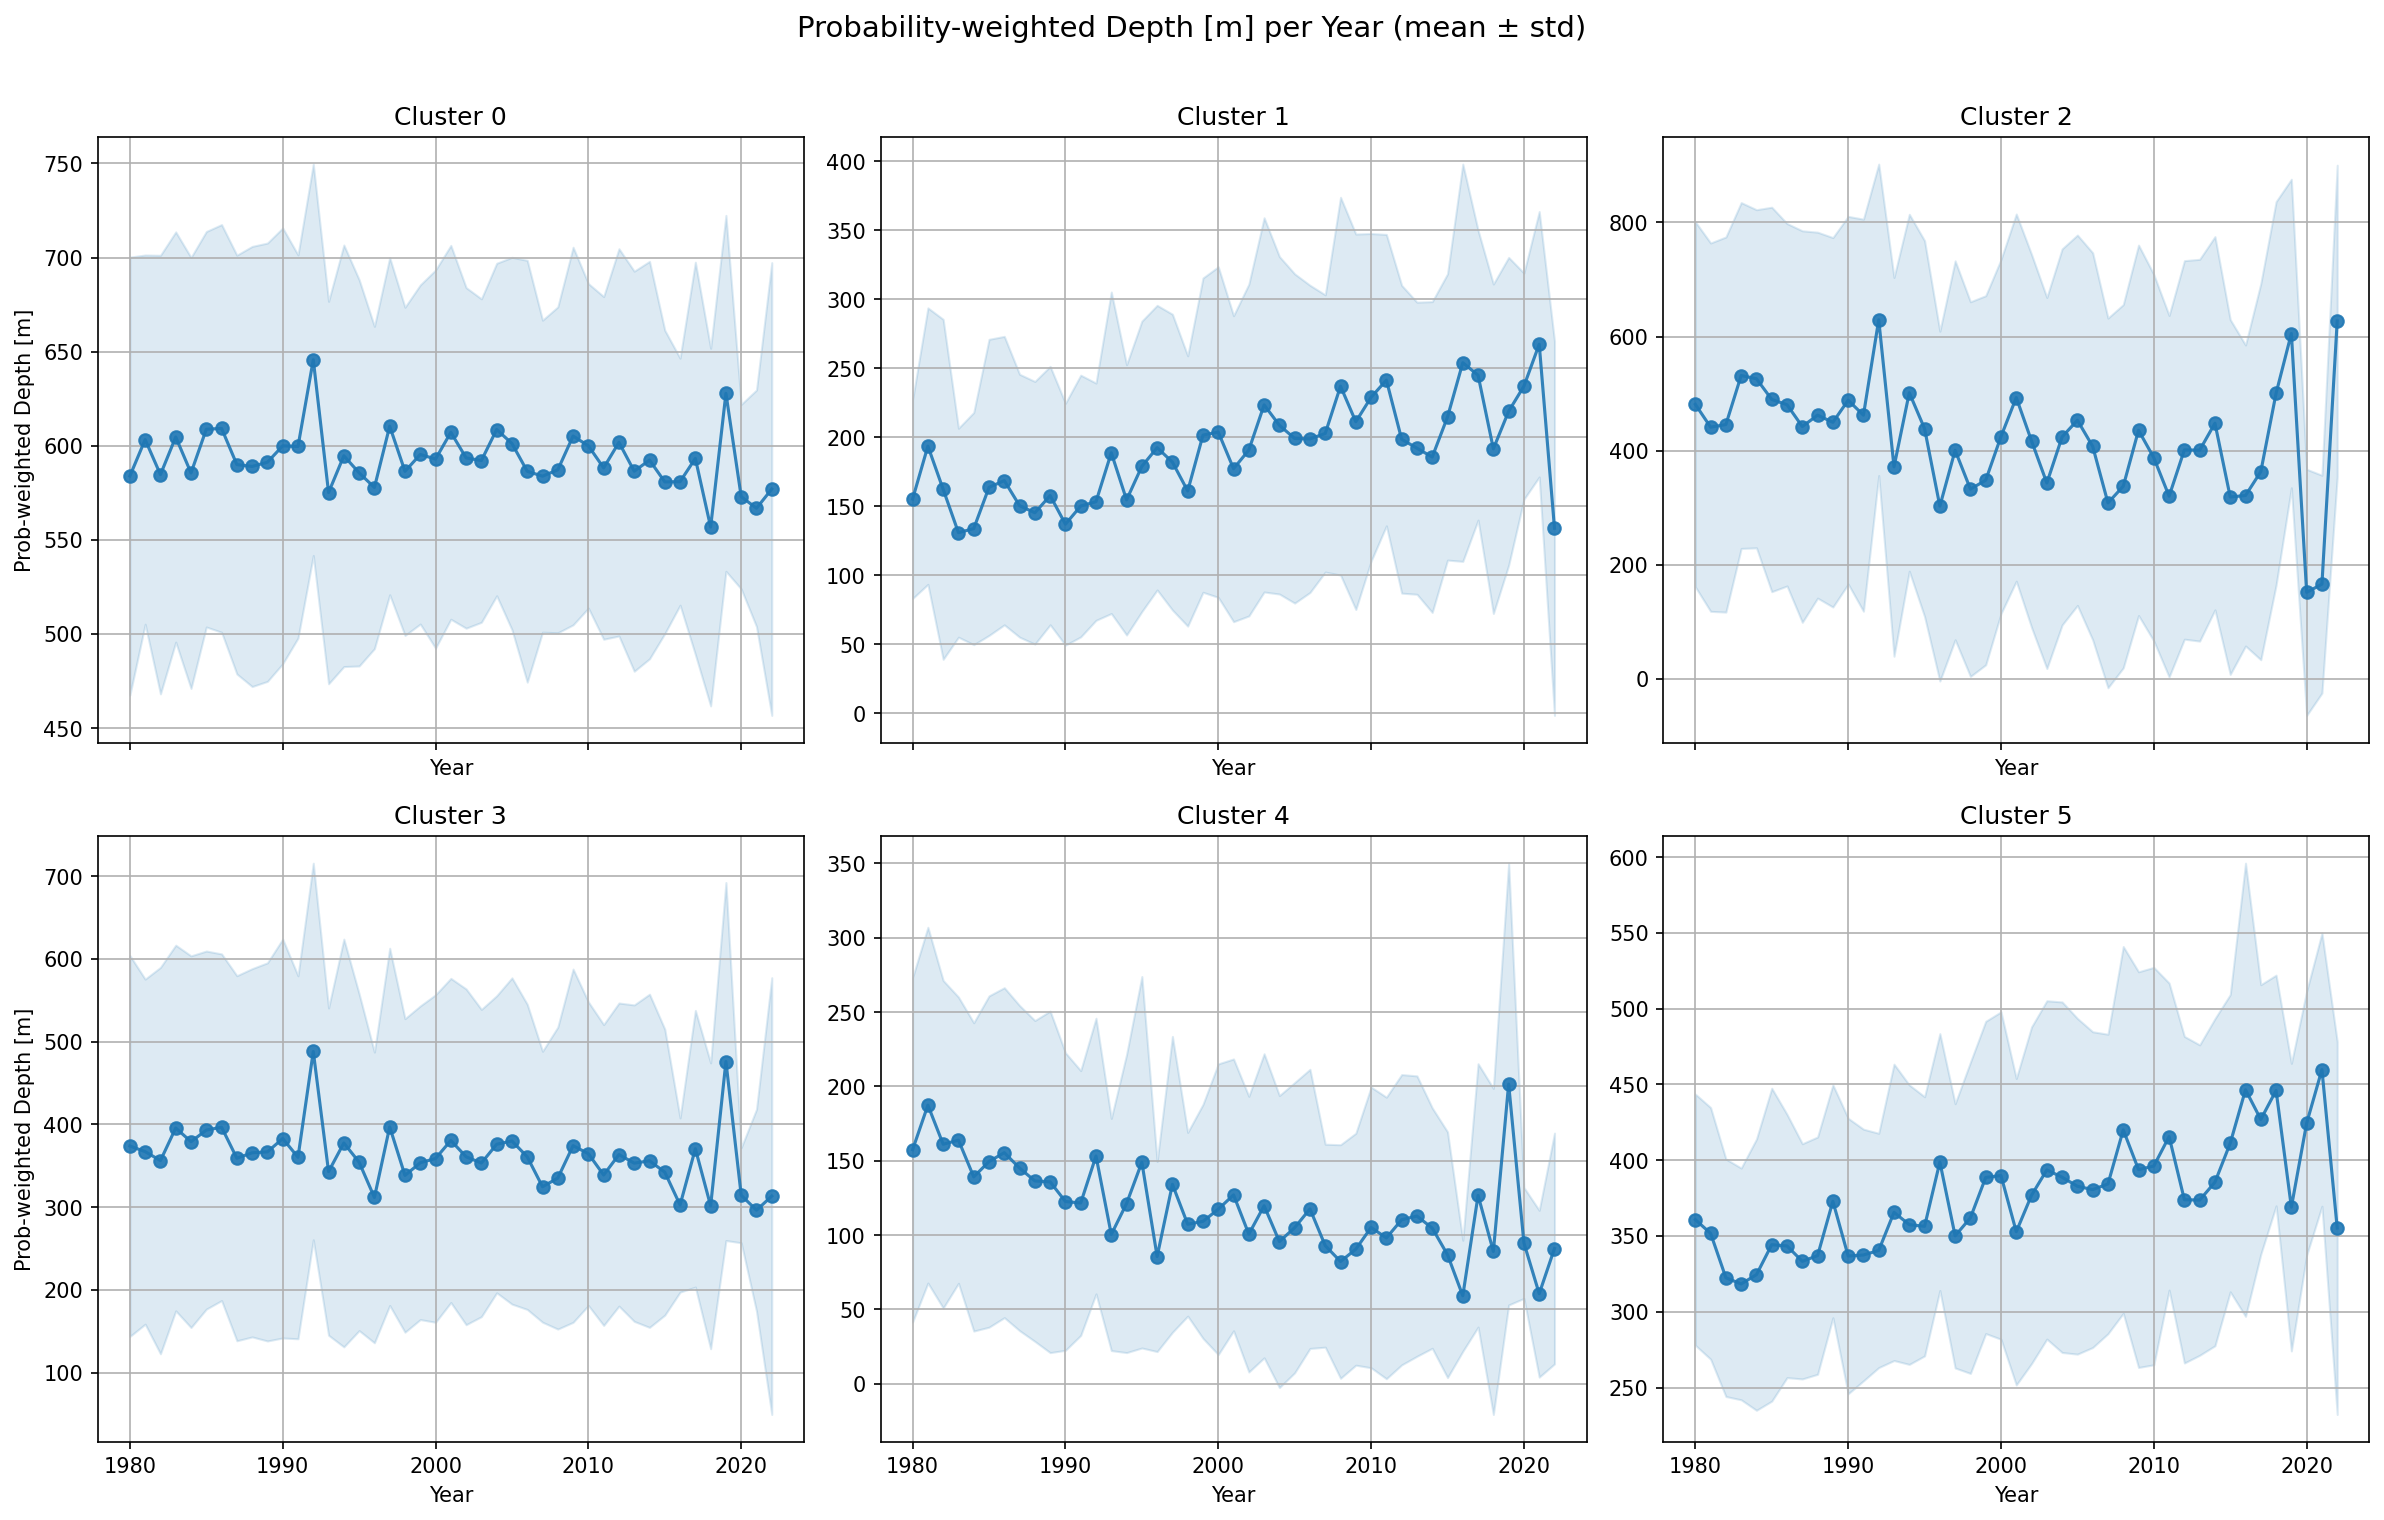 Probability-weighted Depth [m] per Year (mean ± std)
Cluster 0
Cluster 1
Cluster 2
750
700
650
600
550
500
450
Prob-weighted Depth [m]
Year
400
350
300
250
200
150
100
50
0
Year
800
600
400
200
0
Year
Cluster 3
Cluster 4
Cluster 5
700
600
500
400
300
200
100
Prob-weighted Depth [m]
1980 1990 2000 2010 2020
Year
350
300
250
200
150
100
50
0
1980 1990 2000 2010 2020
Year
600
550
500
450
400
350
300
250
1980 1990 2000 2010 2020
Year